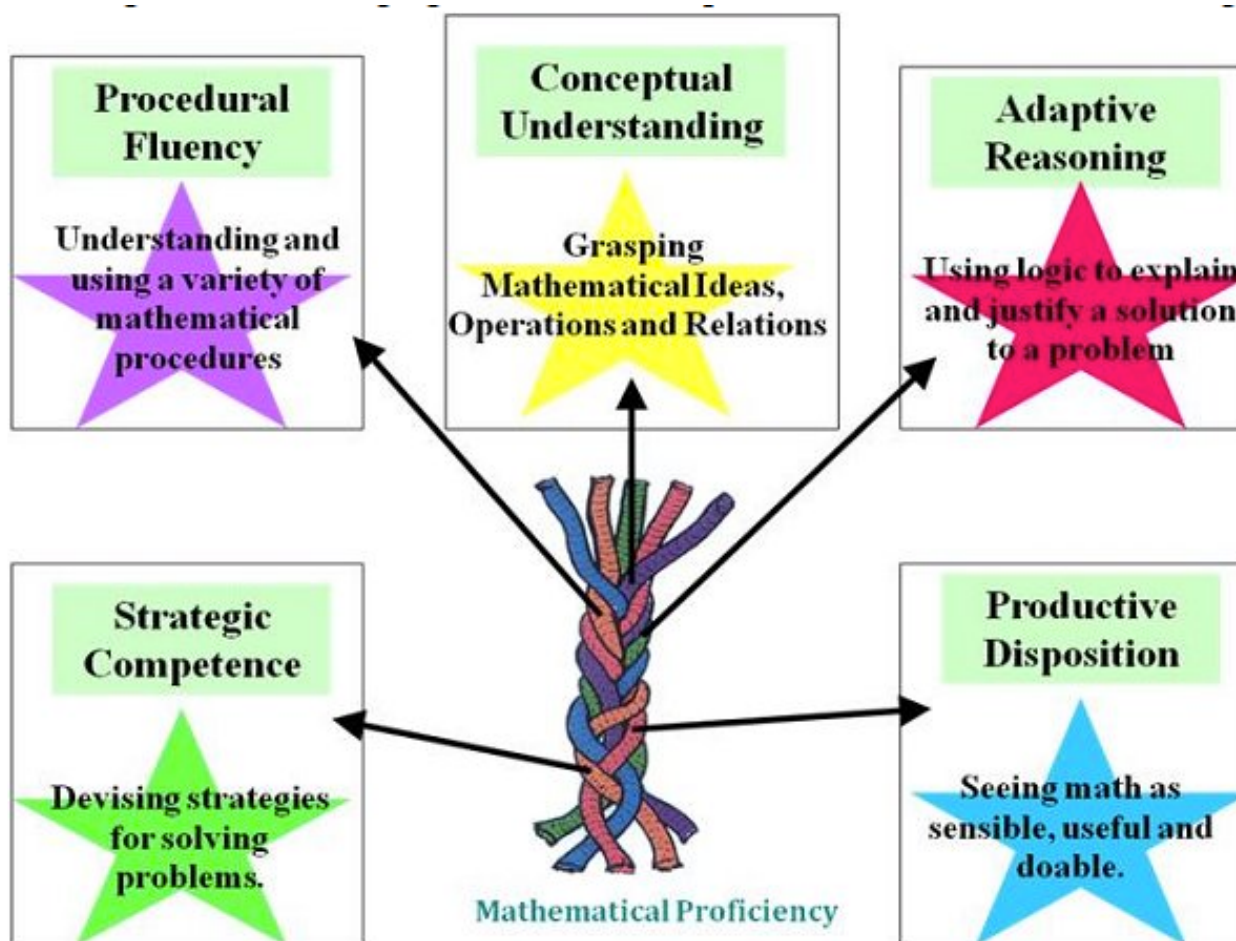 Procedural
Fluency
Understanding and
using a variety of
mathematical
procedures
Conceptual
Understanding
Grasping
Mathematical Ideas,
Operations and Relations
Adaptive
Reasoning
Using logic to explain
and justify a solution
to a problem
Strategic
Competence
Devising strategies
for solving
problems.
Productive
Disposition
Seeing math as
sensible, useful and
doable.
Mathematical Proficiency